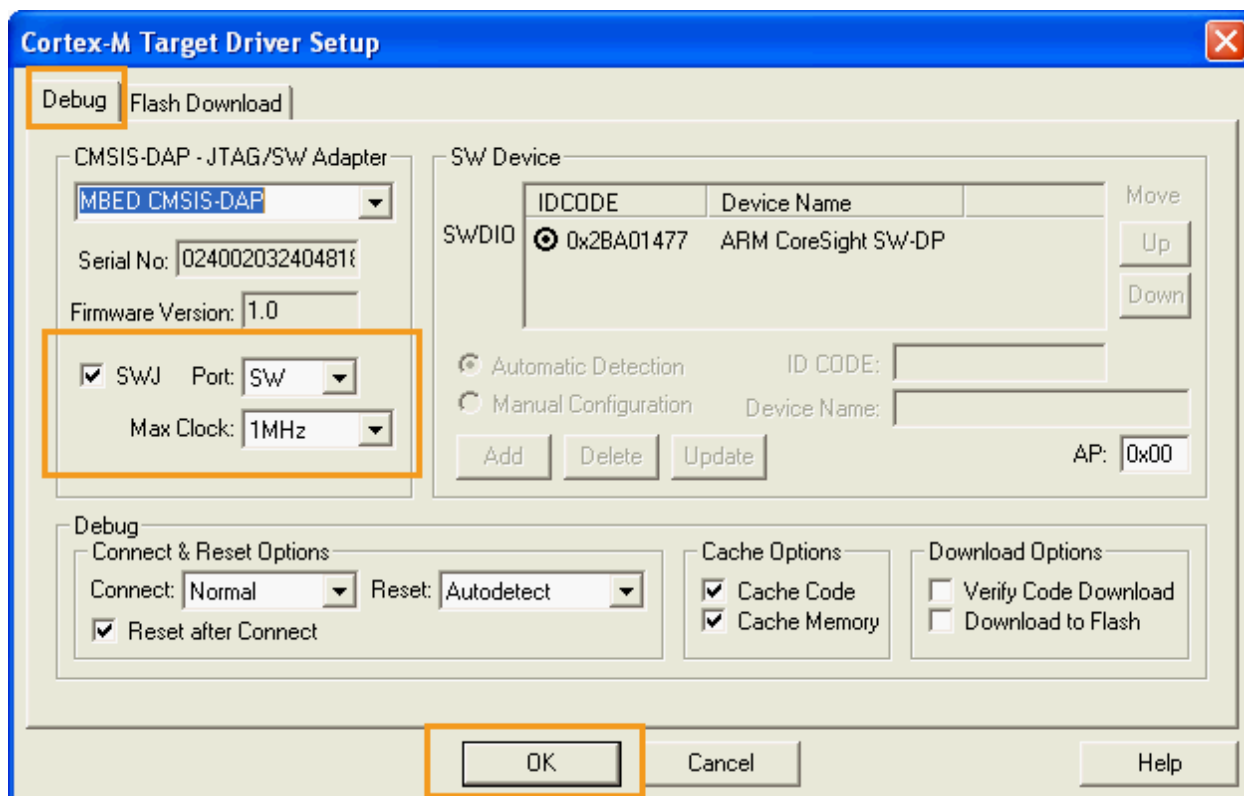 Cortex-M Target Driver Setup
Debug
Flash Download
CMSIS-DAP - JTAG/SW Adapter
MBED CMSIS-DAP
Serial No: 024002032404818
Firmware Version: 1.0
SWJ Port: SW
Max Clock: 1MHz
SW Device
IDCODE Device Name
SWDIO 0x2BA01477 ARM CoreSight SW-DP
Move
Up
Down
Automatic Detection ID CODE:
Manual Configuration Device Name:
Add Delete Update AP: 0x00
Debug
Connect & Reset Options
Connect: Normal Reset: Autodetect
Reset after Connect
Cache Options
Cache Code
Cache Memory
Download Options
Verify Code Download
Download to Flash
OK Cancel Help